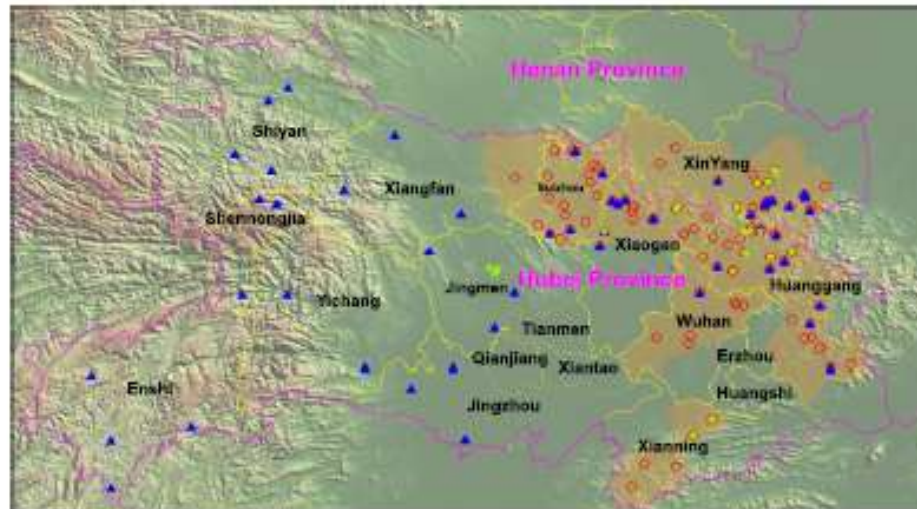 Henan Province
Shiyan
XinYang
Xiangfan
Suizhou
Shennongjia
Xiaogan
Hubei Province
Jingmen
Huanggang
Yichang
Wuhan
Tianmen
Erzhou
Qianjiang
Xiantao
Enshi
Huangshi
Jingzhou
Xianning